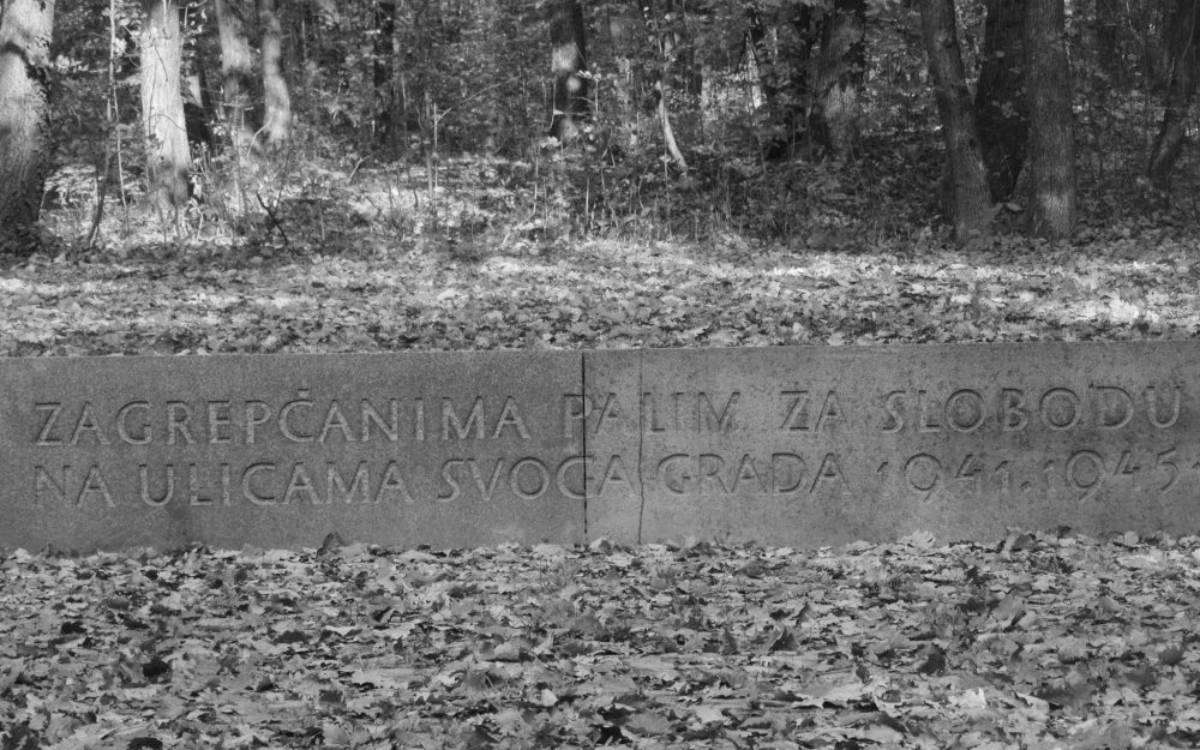 ZAGREPČANIMA PALIM ZA SLOBODU
NA ULICAMA SVOGA GRADA 1941.1945